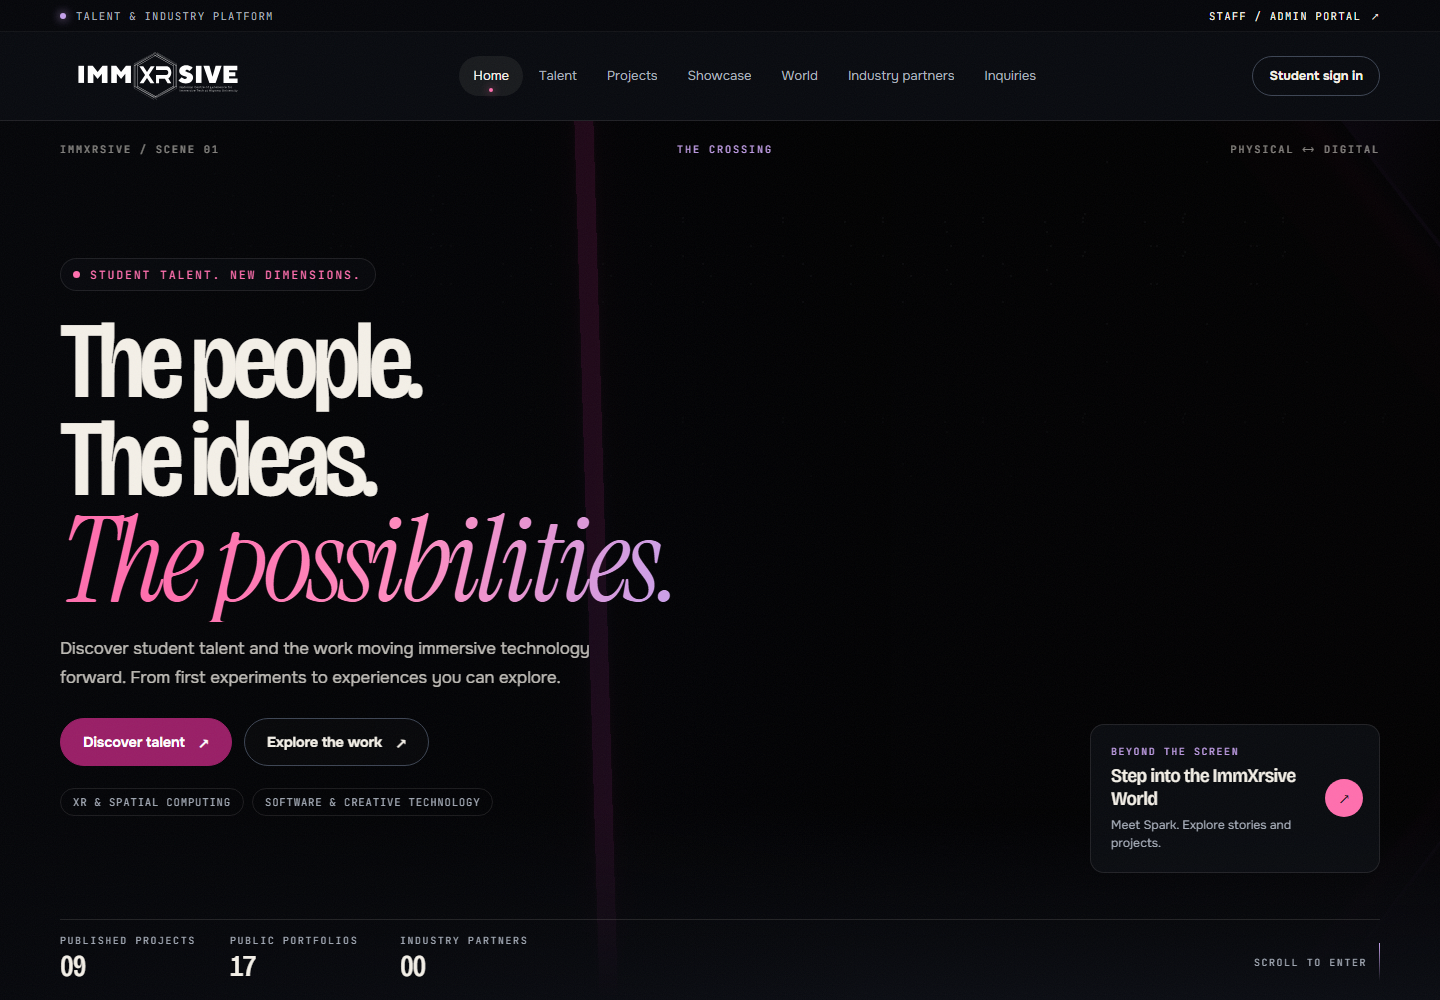 TALENT & INDUSTRY PLATFORM
STAFF / ADMIN PORTAL ↗
IMMXRSIVE
Home
Talent
Projects
Showcase
World
Industry partners
Inquiries
Student sign in
IMMXRSIVE / SCENE 01
THE CROSSING
PHYSICAL ↔ DIGITAL
STUDENT TALENT. NEW DIMENSIONS.
The people.
The ideas.
The possibilities.
Discover student talent and the work moving immersive technology
forward. From first experiments to experiences you can explore.
Discover talent ↗
Explore the work ↗
XR & SPATIAL COMPUTING
SOFTWARE & CREATIVE TECHNOLOGY
BEYOND THE SCREEN
Step into the ImmXrsive
World
↗
Meet Spark. Explore stories and
projects.
PUBLISHED PROJECTS
09
PUBLIC PORTFOLIOS
17
INDUSTRY PARTNERS
00
SCROLL TO ENTER